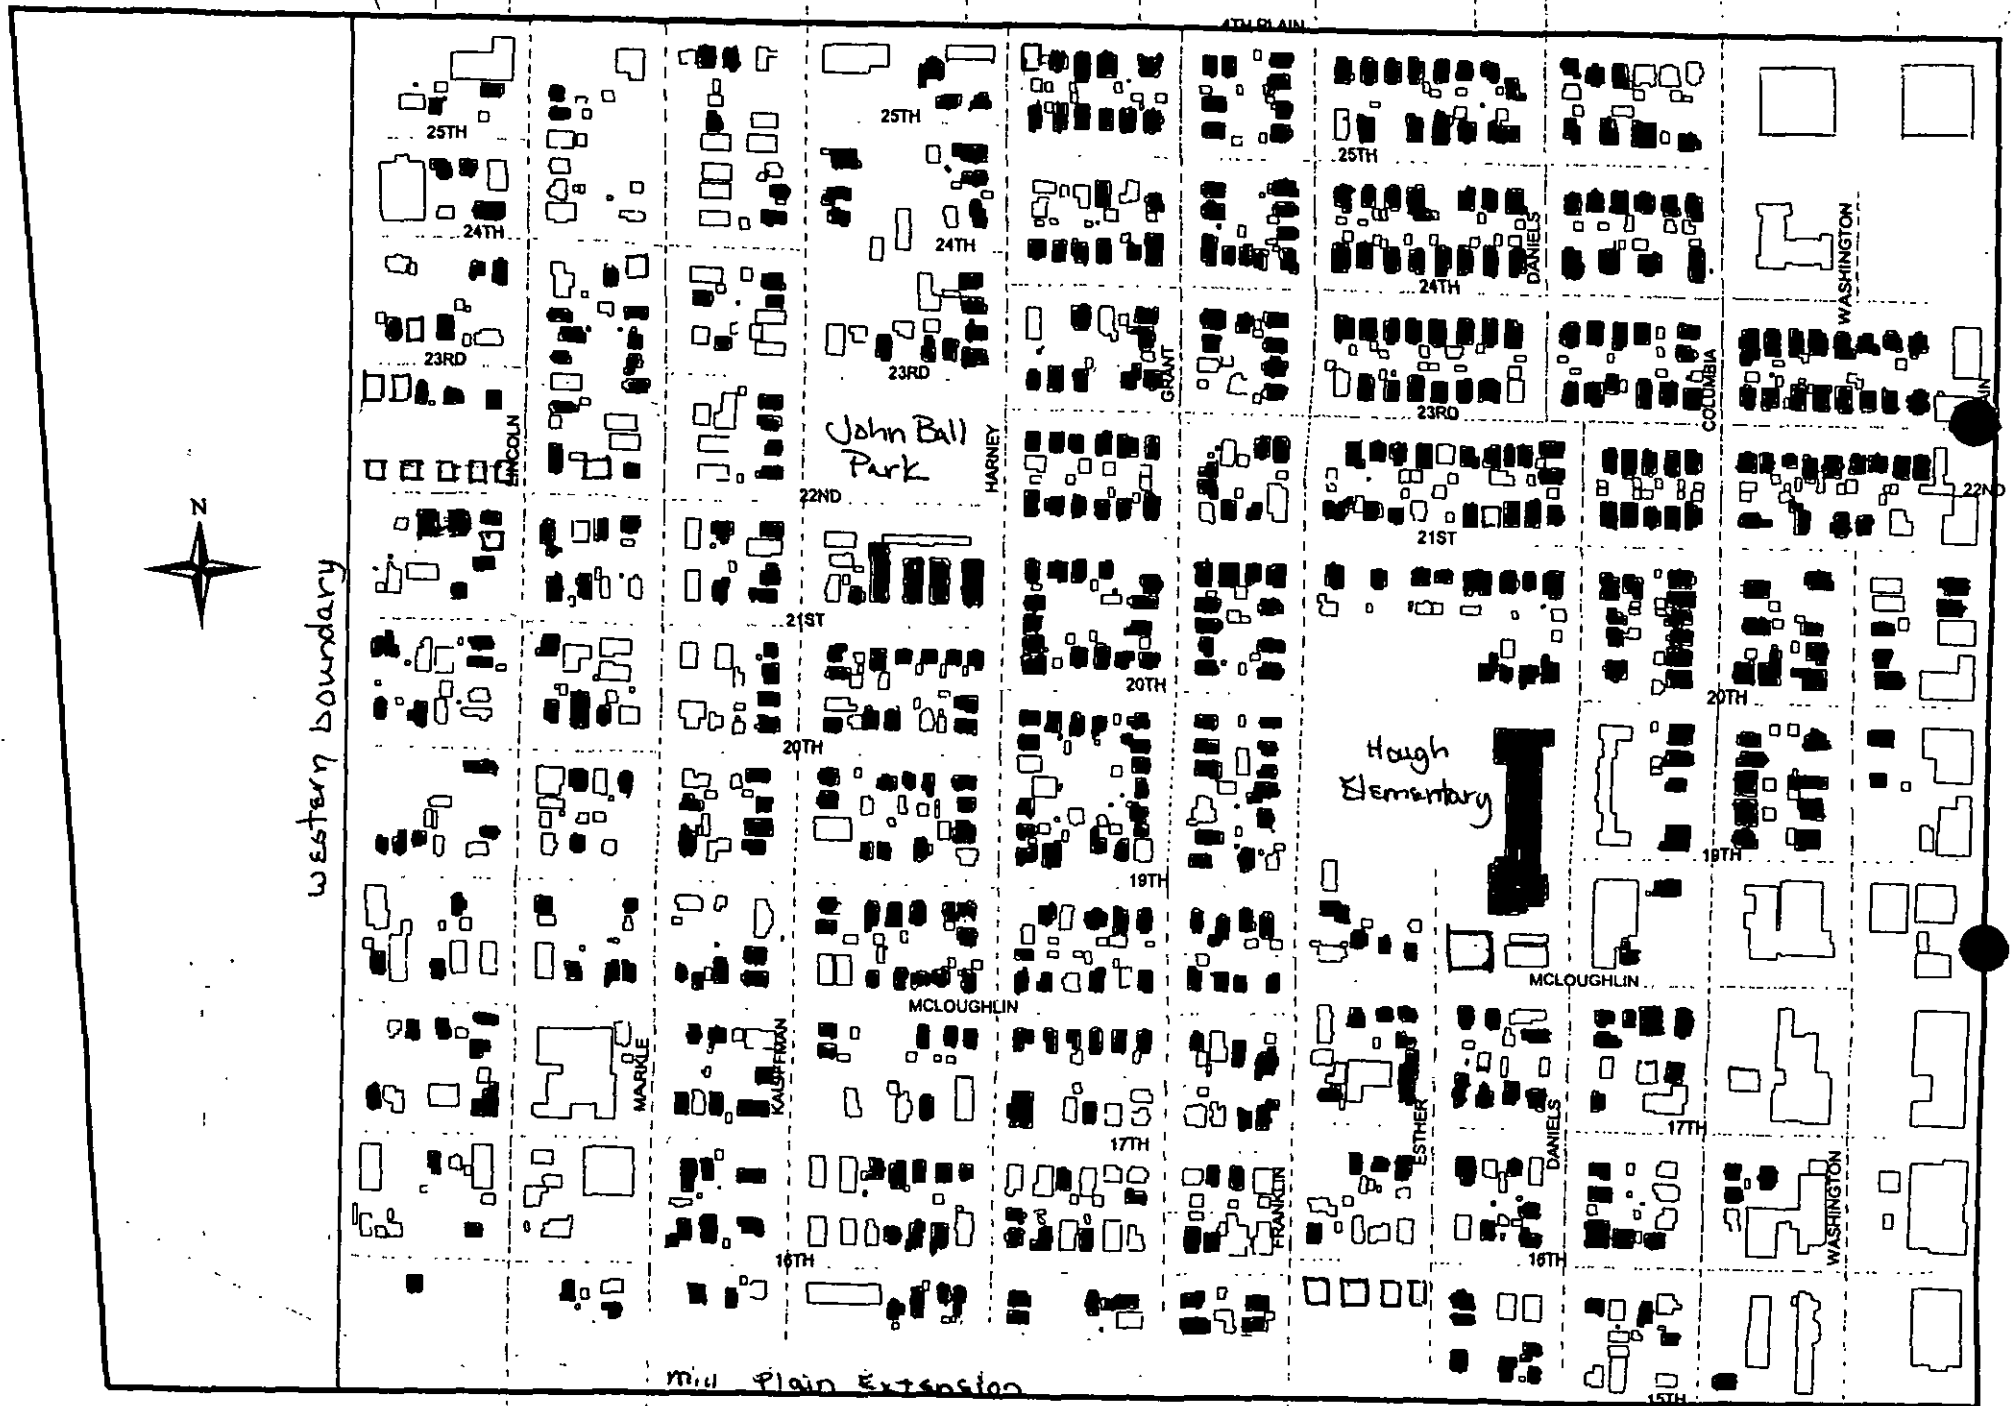 4TH PLAIN
25TH
25TH
25TH
24TH
24TH
DANIELS
WASHINGTON
24TH
23RD
23RD
GRANT
COLUMBIA
23RD
LINCOLN
John Ball
Park
HARNEY
22ND
22ND
21ST
N
western boundary
21ST
20TH
20TH
20TH
Hough
Elementary
19TH
19TH
MCLOUGHLIN
MCLOUGHLIN
MARKLE
KAUFFMAN
17TH
ESTHER
DANIELS
17TH
FRANKLIN
WASHINGTON
16TH
16TH
Mill Plain Extension
15TH